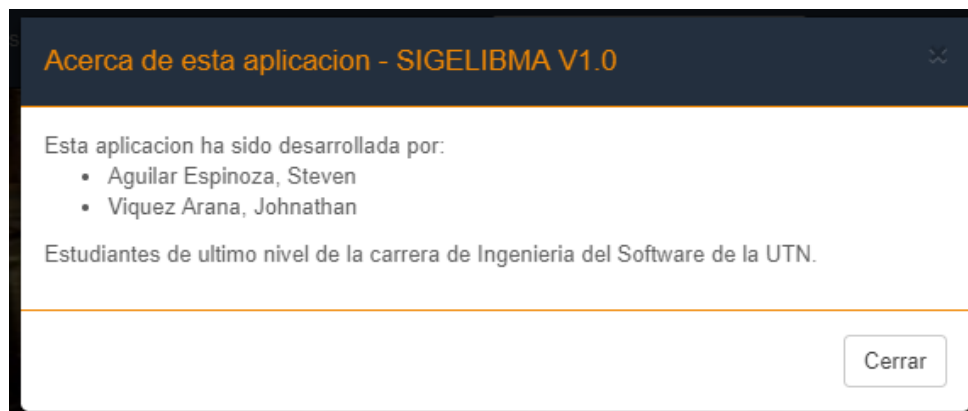 Acerca de esta aplicacion - SIGELIBMA V1.0
Esta aplicacion ha sido desarrollada por:
• Aguilar Espinoza, Steven
• Viquez Arana, Johnathan
Estudiantes de ultimo nivel de la carrera de Ingenieria del Software de la UTN.
Cerrar